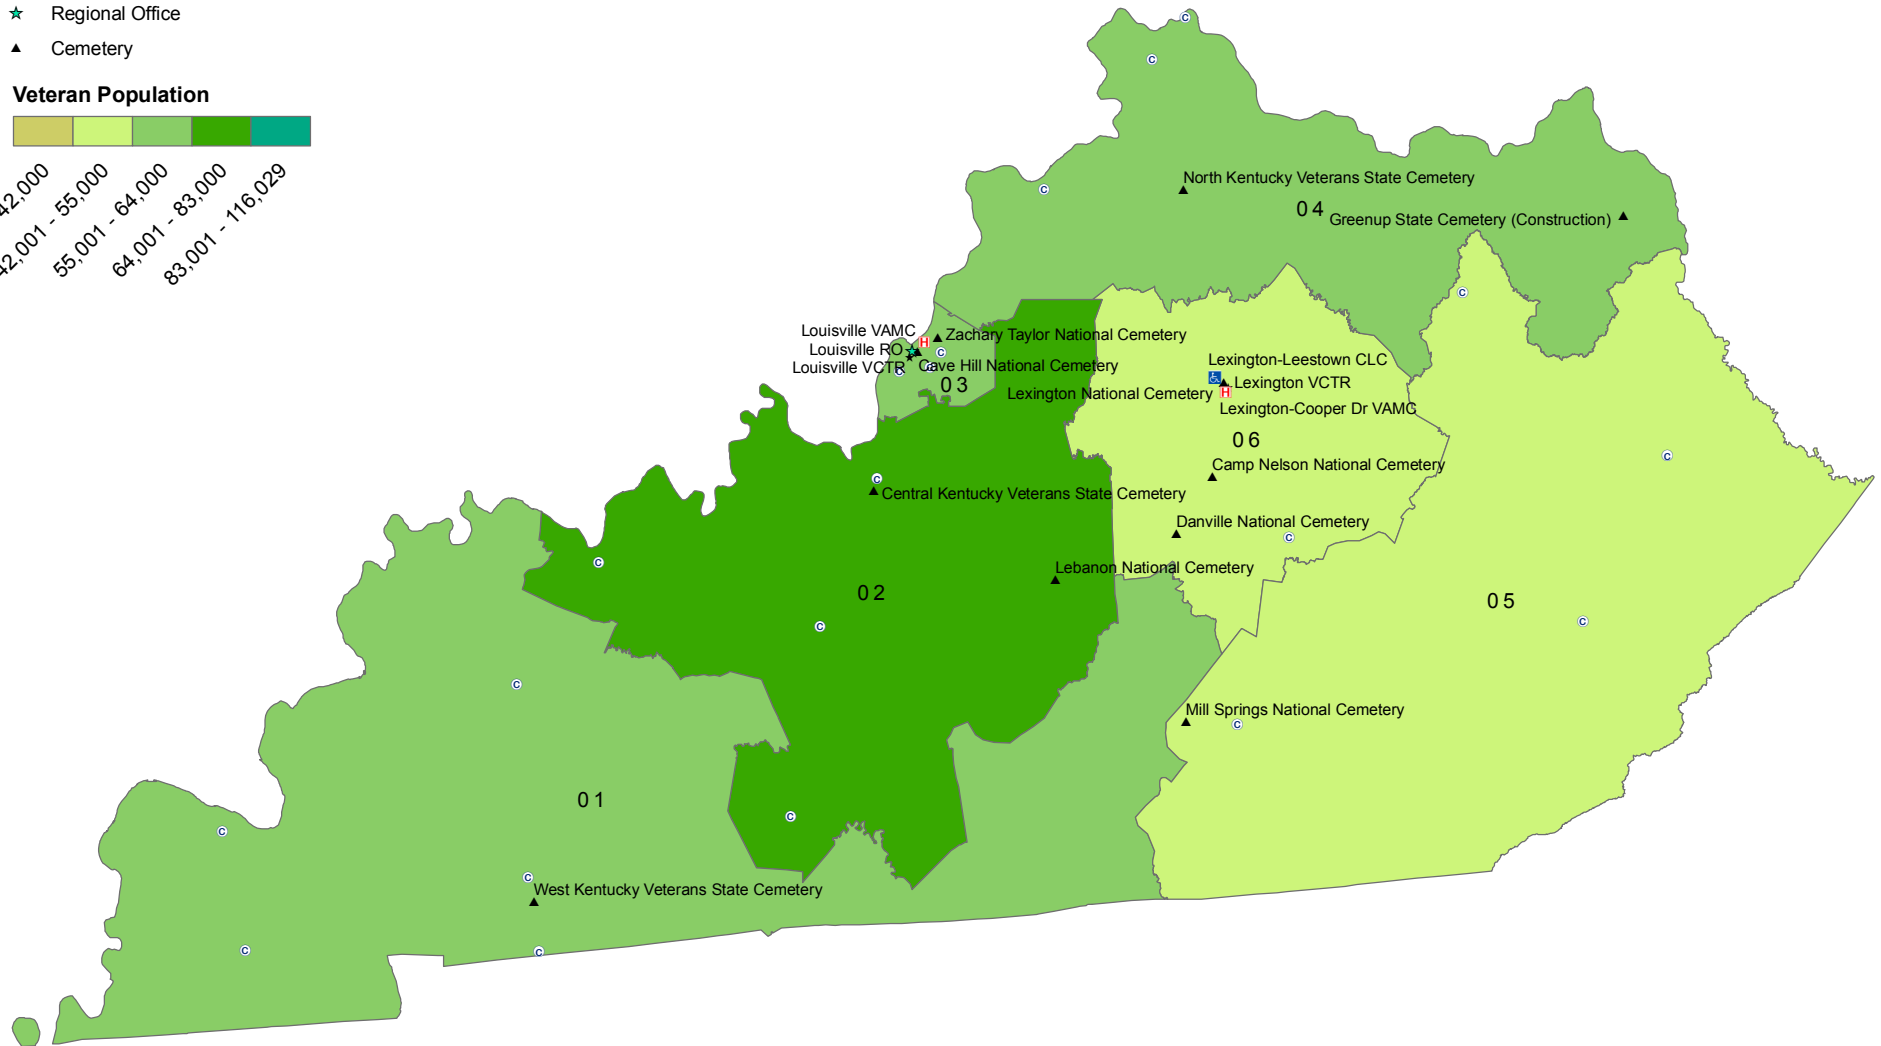 Regional Office
Cemetery
Veteran Population
42,000
42,001 - 55,000
55,001 - 64,000
64,001 - 83,000
83,001 - 116,029
C
C
C
North Kentucky Veterans State Cemetery
04
Greenup State Cemetery (Construction)
C
Louisville VAMC
H
Zachary Taylor National Cemetery
Louisville RO
C
Louisville VCTR
C
C
Cave Hill National Cemetery
03
Lexington-Leestown CLC
Lexington VCTR
Lexington National Cemetery
H
Lexington-Cooper Dr VAMC
06
C
Camp Nelson National Cemetery
C
Central Kentucky Veterans State Cemetery
Danville National Cemetery
C
C
Lebanon National Cemetery
02
05
C
C
C
Mill Springs National Cemetery
C
01
C
C
C
West Kentucky Veterans State Cemetery
C
C